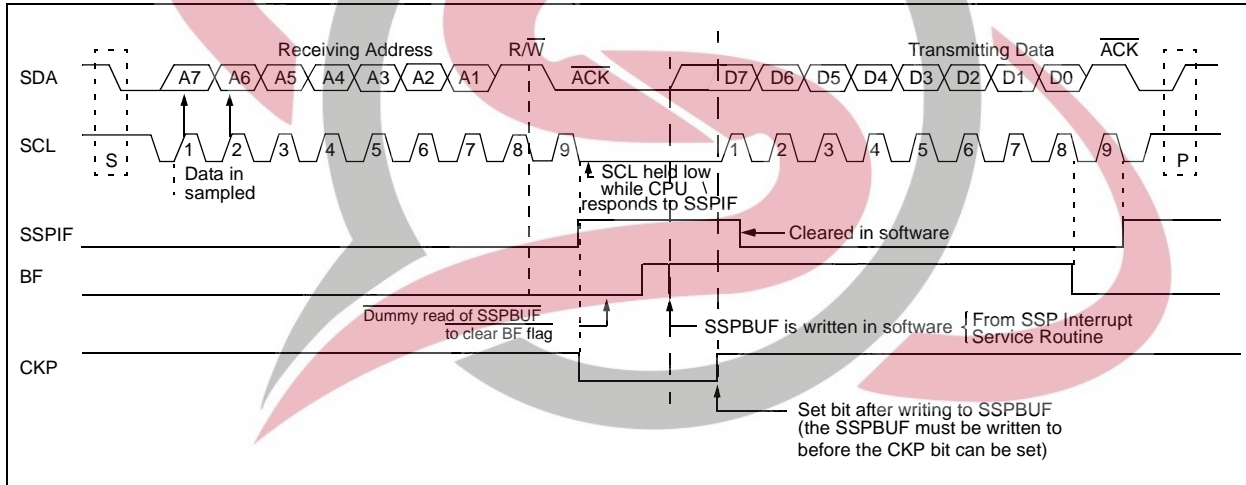 Receiving Address R/W Transmitting Data ACK
SDA A7 A6 A5 A4 A3 A2 A1 ACK D7 D6 D5 D4 D3 D2 D1 D0
SCL 1 2 3 4 5 6 7 8 9 1 2 3 4 5 6 7 8 9
S P
Data in
sampled
SCL held low
while CPU
responds to SSPIF
SSPIF Cleared in software
BF
Dummy read of SSPBUF
to clear BF flag
SSPBUF is written in software
From SSP Interrupt
Service Routine
CKP
Set bit after writing to SSPBUF
(the SSPBUF must be written to
before the CKP bit can be set)